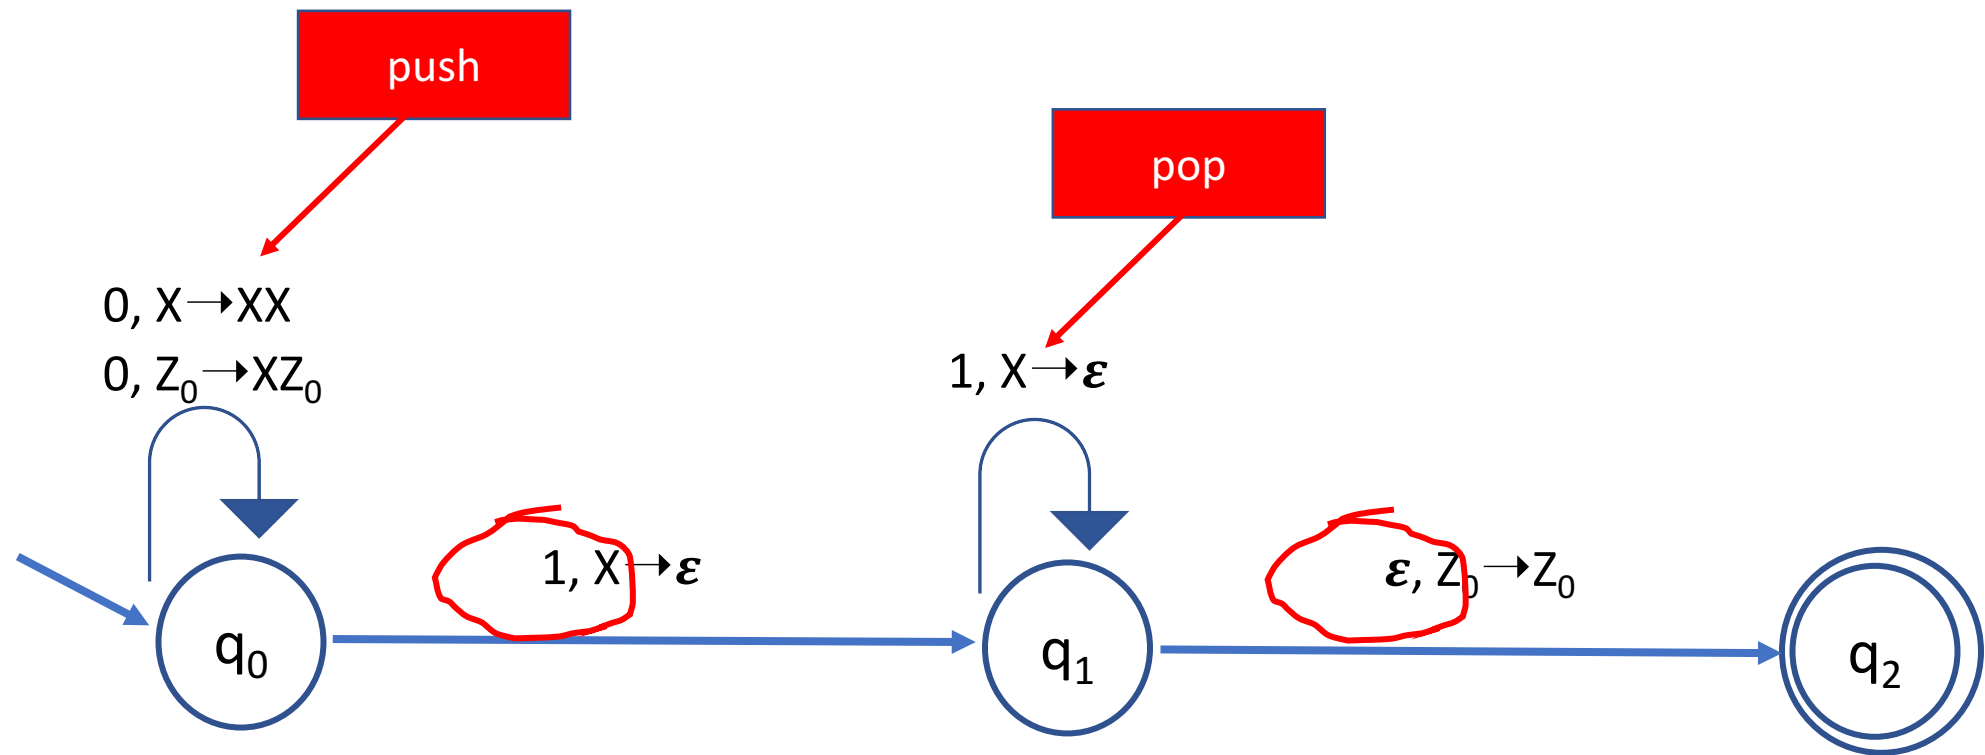 push
pop
0, X→XX
0, Z₀→XZ₀
1, X→ε
1, X→ε
ε, Z₀→Z₀
q₀
q₁
q₂